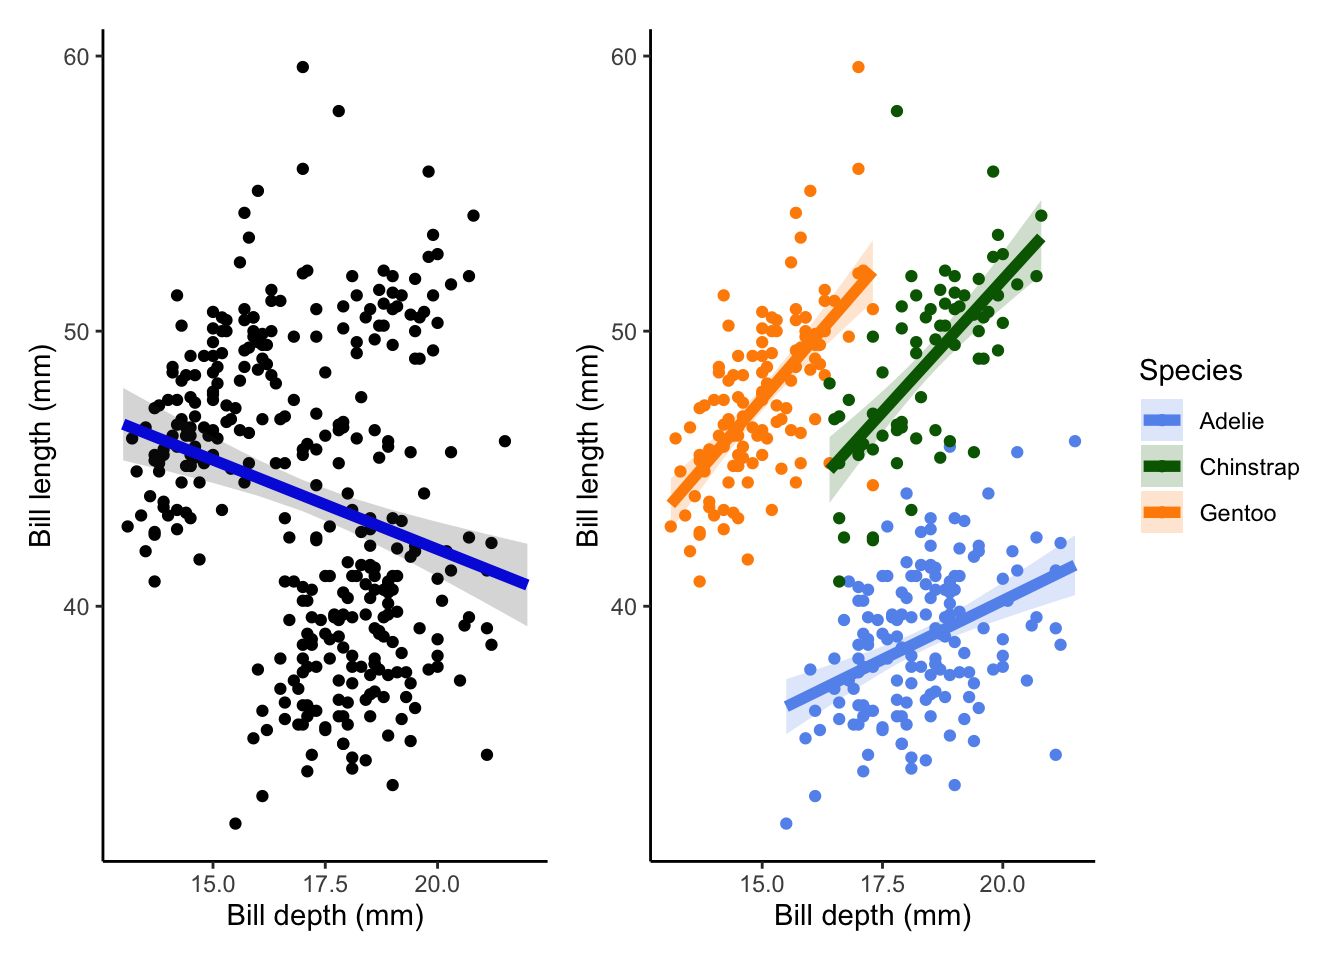 60
50
40
Bill length (mm)
15.0 17.5 20.0
Bill depth (mm)
60
50
40
Bill length (mm)
15.0 17.5 20.0
Bill depth (mm)
Species
Adelie
Chinstrap
Gentoo